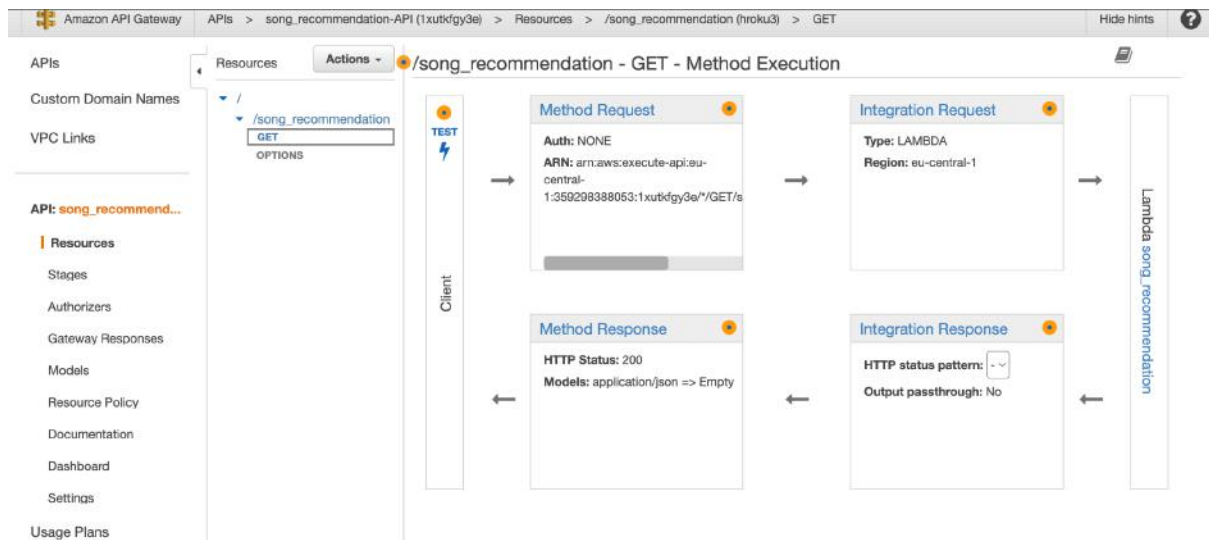 Amazon API Gateway
APIs > song_recommendation-API (1xutkfgy3e) > Resources > /song_recommendation (hroku3) > GET
Hide hints
?
APIs
Custom Domain Names
VPC Links
API: song_recommend...
Resources
Stages
Authorizers
Gateway Responses
Models
Resource Policy
Documentation
Dashboard
Settings
Usage Plans
Resources
Actions
/
/song_recommendation
GET
OPTIONS
/song_recommendation - GET - Method Execution
TEST
Client
Method Request
Auth: NONE
ARN: arn:aws:execute-api:eu-
central-
1:359298388053:1xutkfgy3e/*/GET/s
Integration Request
Type: LAMBDA
Region: eu-central-1
Lambda song_recommendation
Method Response
HTTP Status: 200
Models: application/json => Empty
Integration Response
HTTP status pattern: -
Output passthrough: No